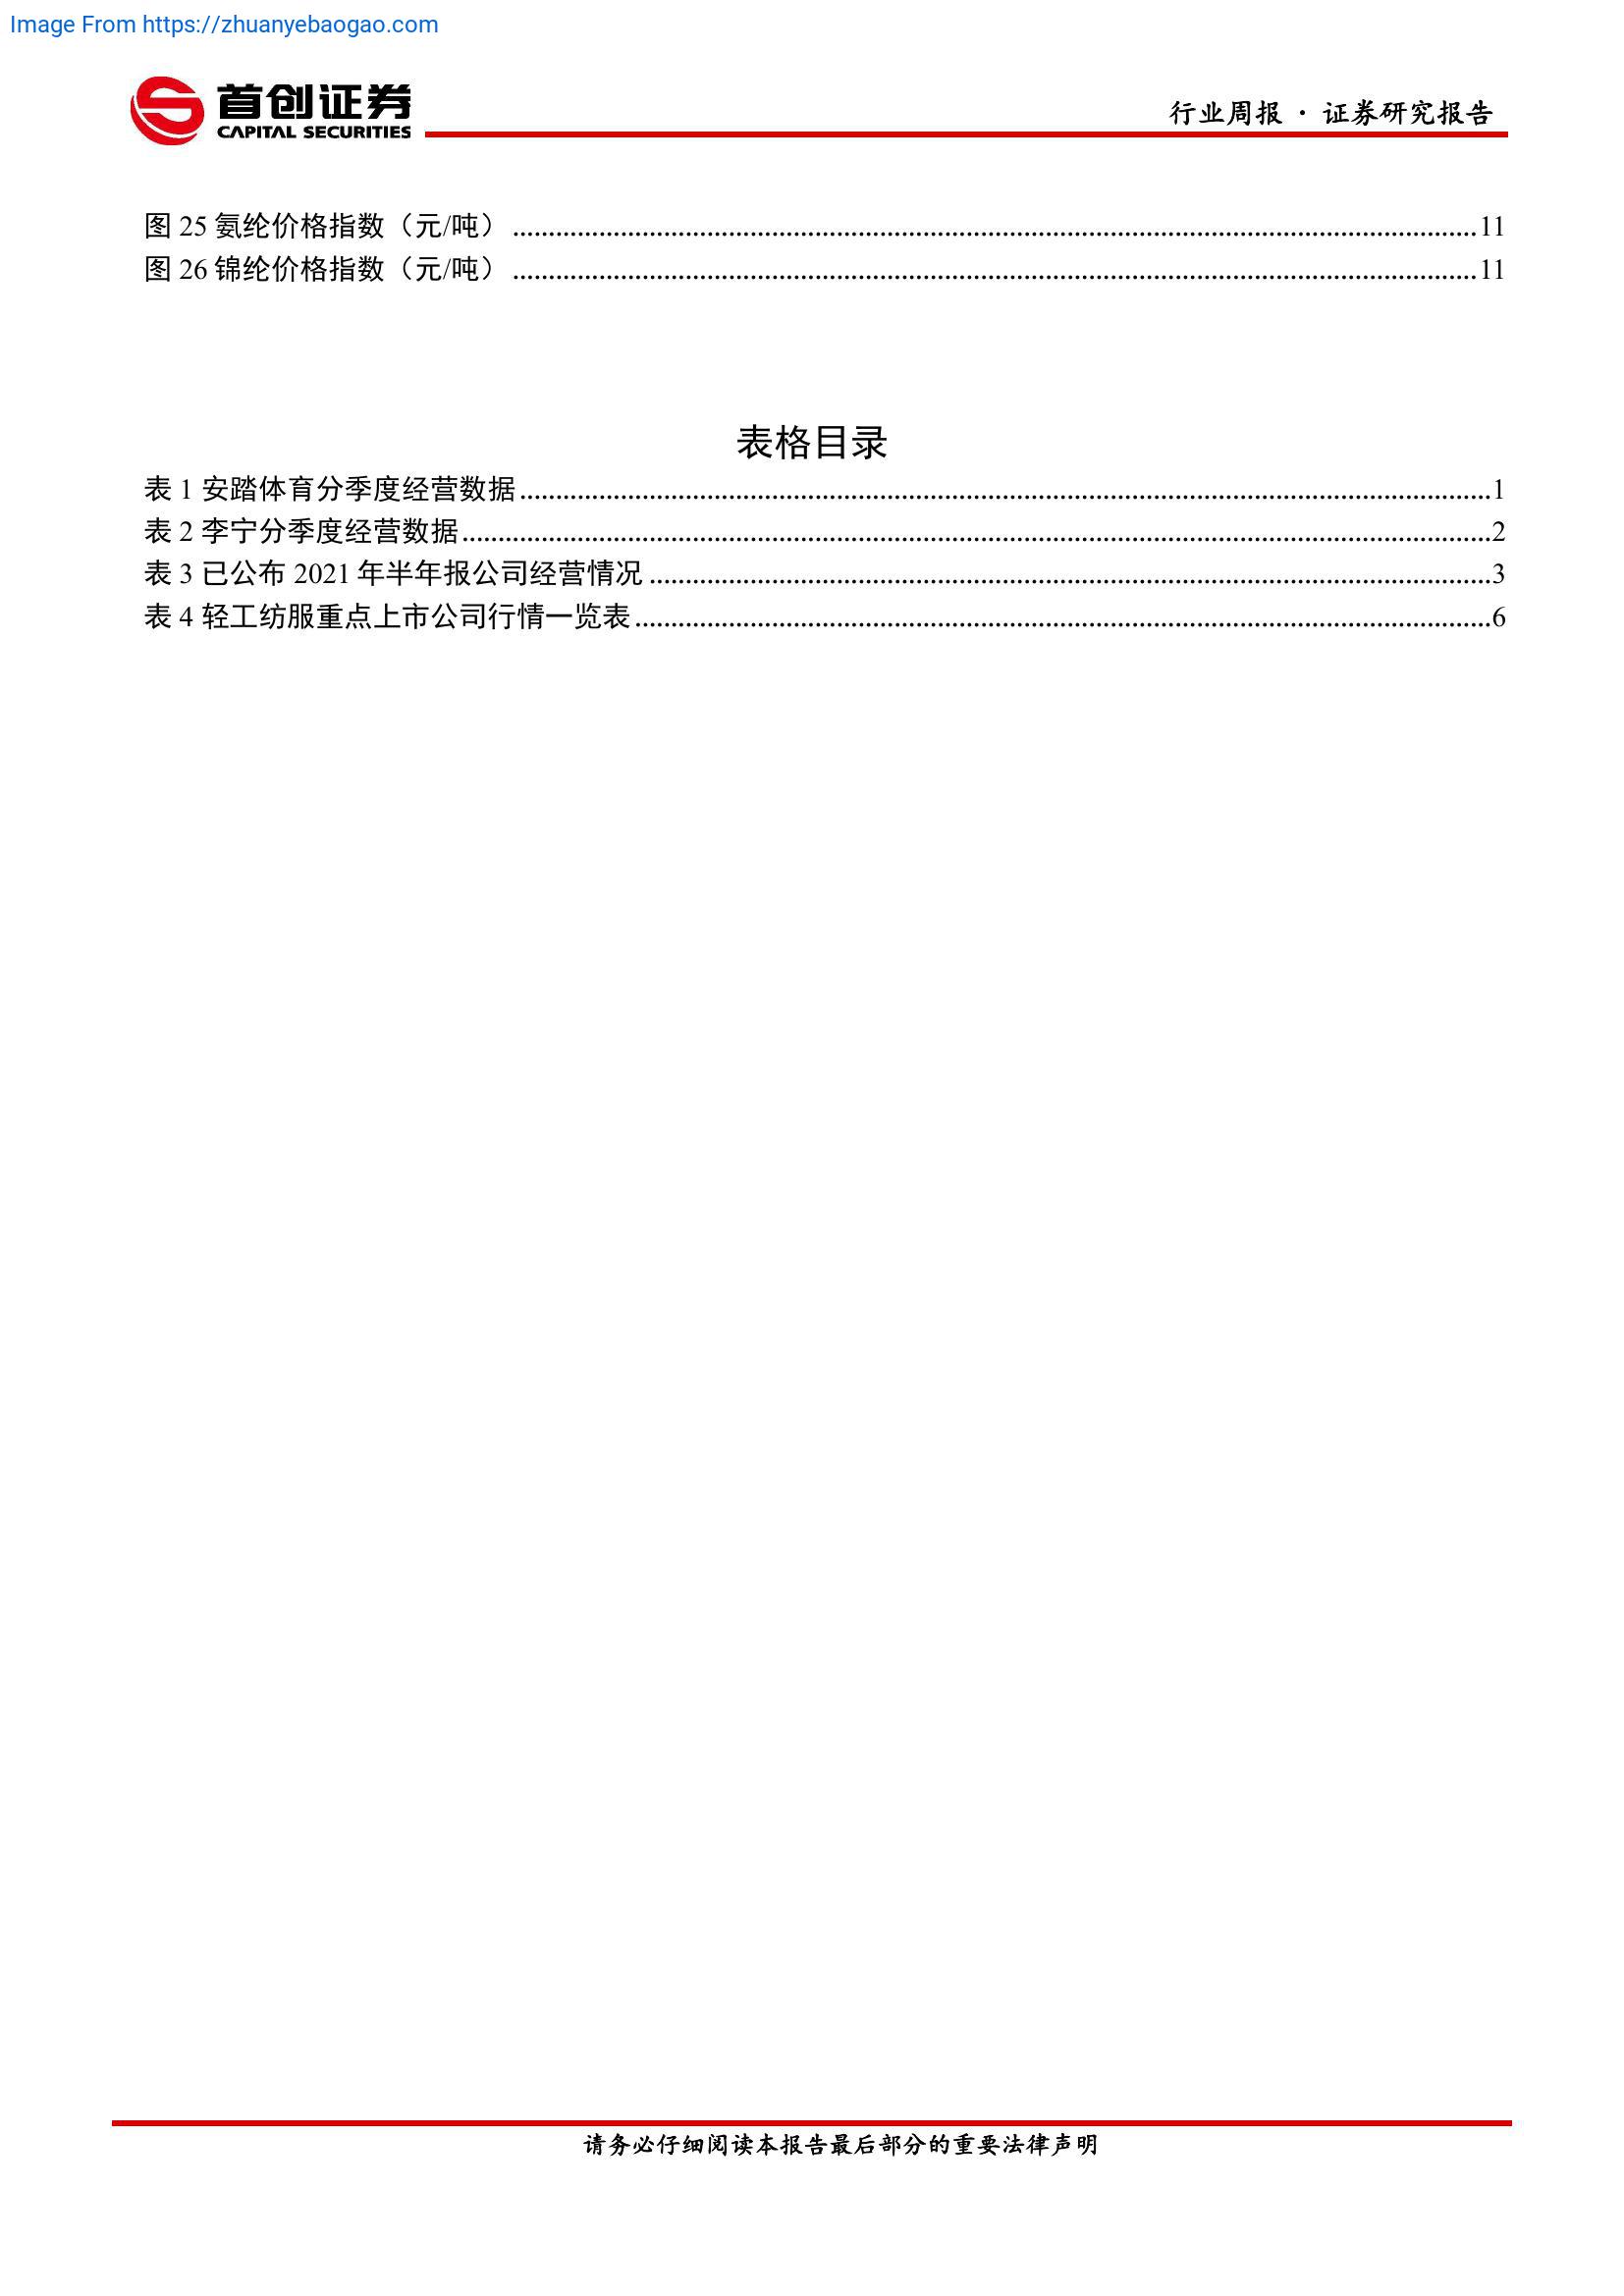 Image From https://zhuanyebaogao.com
首创证券
CAPITAL SECURITIES
行业周报 · 证券研究报告
图 25 氨纶价格指数（元/吨）...........................................................................................................11
图 26 锦纶价格指数（元/吨）...........................................................................................................11
表格目录
表 1 安踏体育分季度经营数据...........................................................................................................1
表 2 李宁分季度经营数据...................................................................................................................2
表 3 已公布 2021 年半年报公司经营情况..........................................................................................3
表 4 轻工纺服重点上市公司行情一览表............................................................................................6
请务必仔细阅读本报告最后部分的重要法律声明